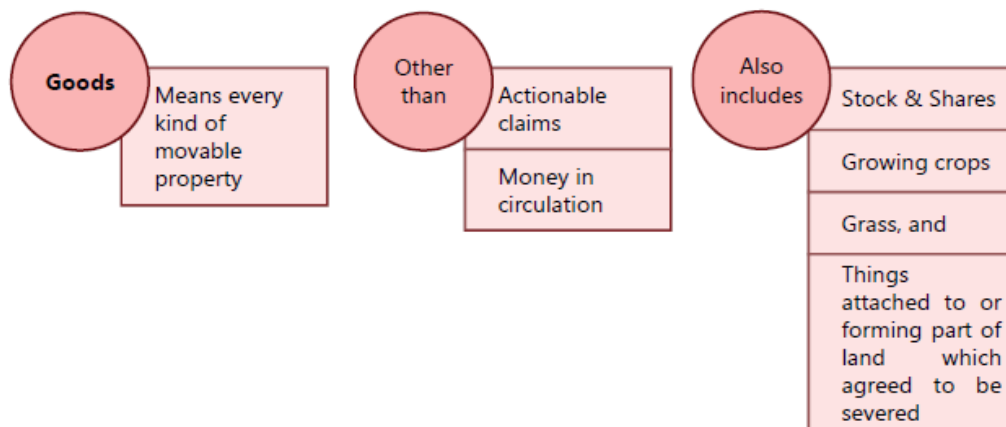 Goods
Means every
kind of
movable
property
Other
than
Actionable
claims
Money in
circulation
Also
includes
Stock & Shares
Growing crops
Grass, and
Things
attached to or
forming part of
land which
agreed to be
severed